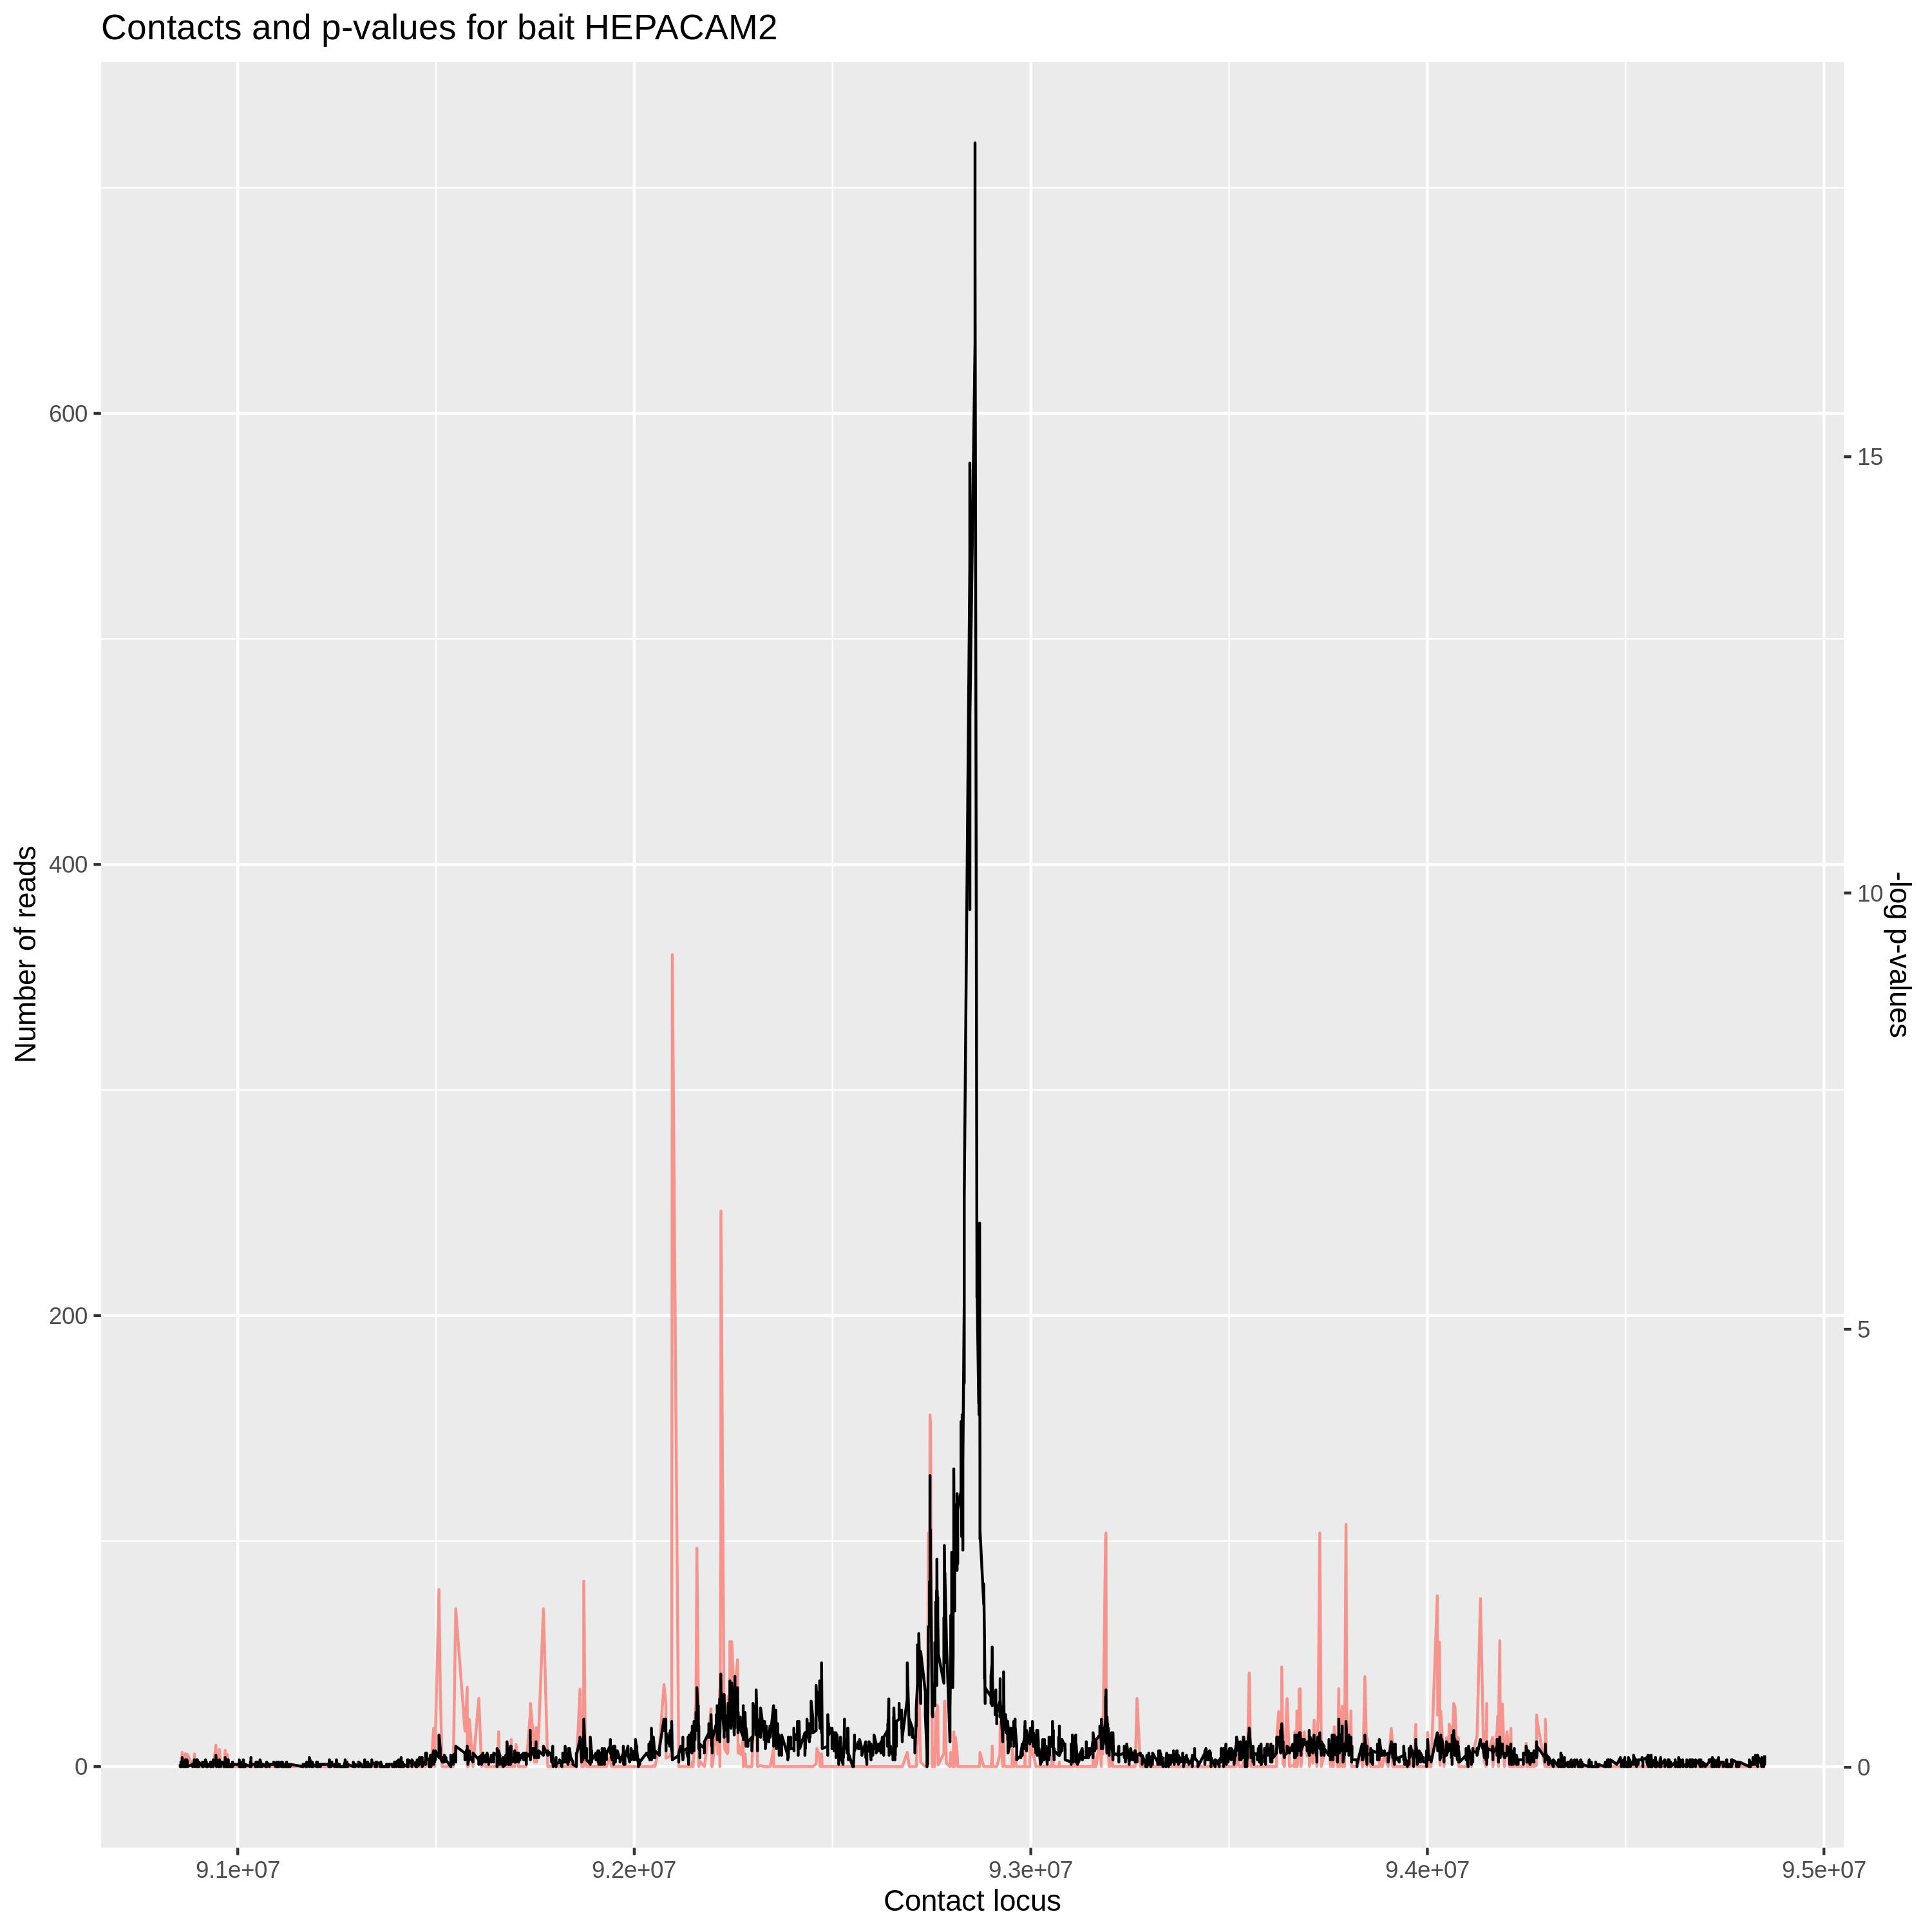 Contacts and p-values for bait HEPACAM2
600
400
200
0
Number of reads
15
10
5
0
-log p-values
9.1e+07 9.2e+07 9.3e+07 9.4e+07 9.5e+07
Contact locus